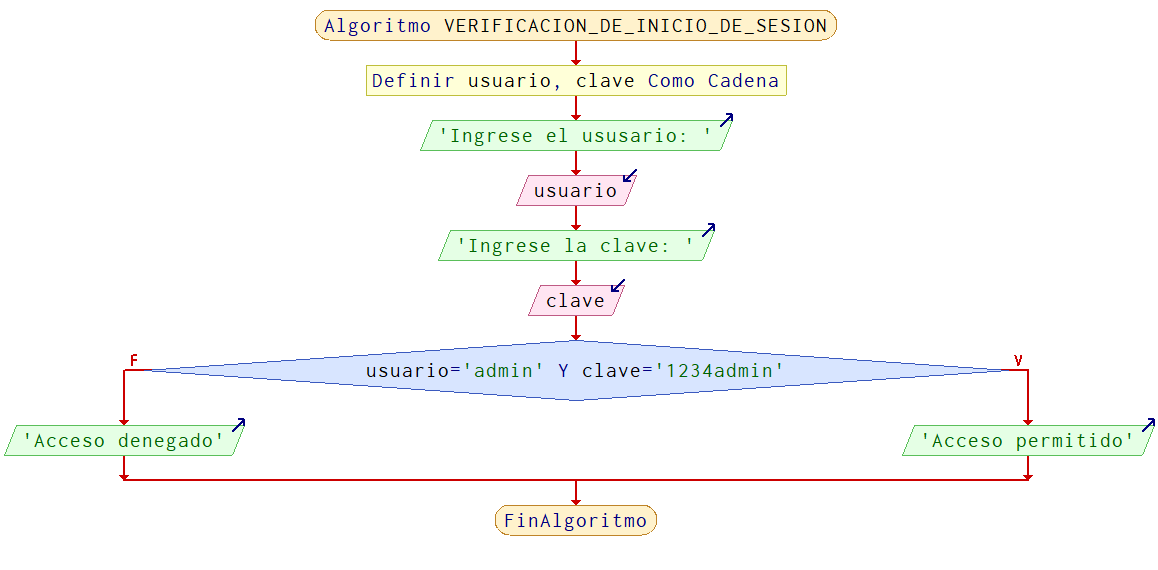 Algoritmo VERIFICACION_DE_INICIO_DE_SESION
Definir usuario, clave Como Cadena
'Ingrese el ususario: '
usuario
'Ingrese la clave: '
clave
F
V
usuario='admin' Y clave='1234admin'
'Acceso denegado'
'Acceso permitido'
FinAlgoritmo